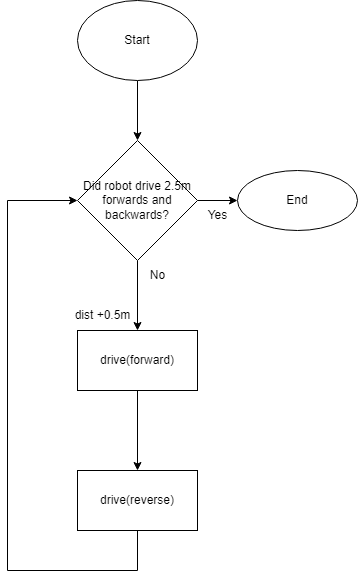 Start
Did robot drive 2.5m
forwards and
backwards?
End
Yes
No
dist +0.5m
drive(forward)
drive(reverse)